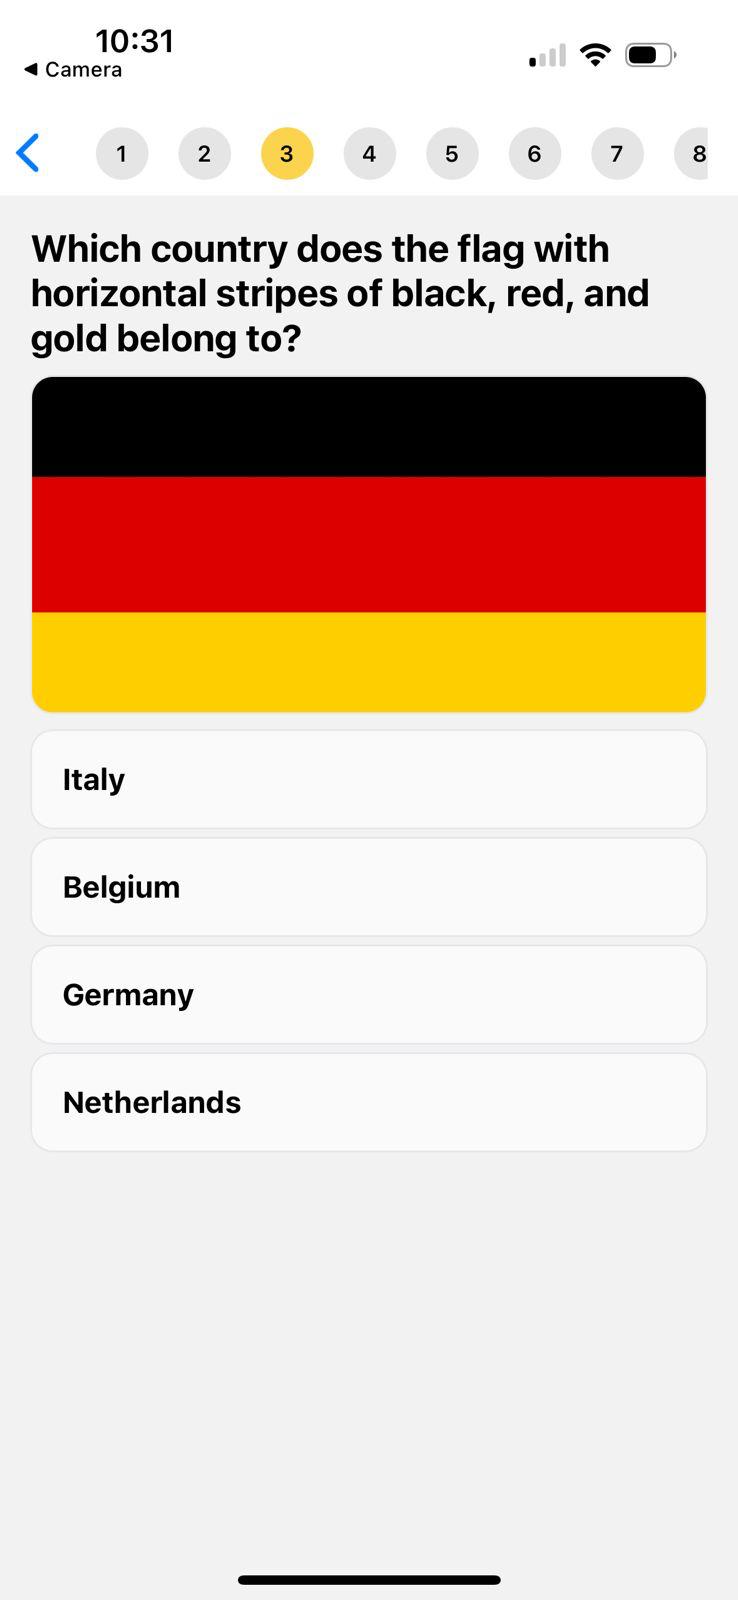 10:31
◀ Camera
1 2 3 4 5 6 7 8
Which country does the flag with
horizontal stripes of black, red, and
gold belong to?
Italy
Belgium
Germany
Netherlands